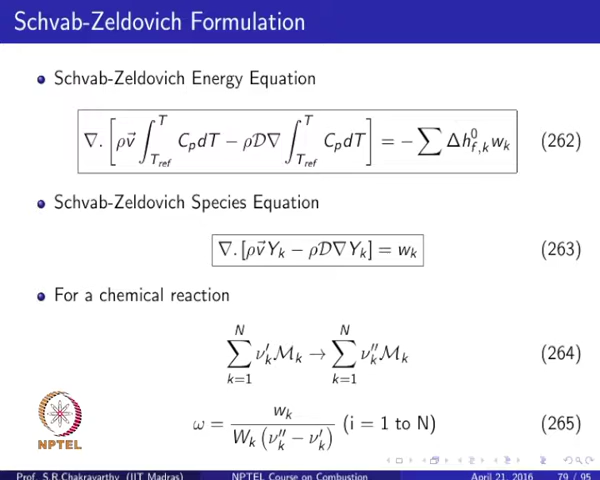 Schvab-Zeldovich Formulation
Schvab-Zeldovich Energy Equation
∇. [ρv⃗ ∫_{T_ref}^{T} C_p dT − ρ𝒟∇ ∫_{T_ref}^{T} C_p dT] = − ∑ Δh⁰_{f,k} w_k (262)
Schvab-Zeldovich Species Equation
∇. [ρv⃗Y_k − ρ𝒟∇Y_k] = w_k (263)
For a chemical reaction
∑_{k=1}^{N} ν′_k ℳ_k → ∑_{k=1}^{N} ν″_k ℳ_k (264)
ω = w_k / (W_k (ν″_k − ν′_k)) (i = 1 to N) (265)
NPTEL
Prof. S.R.Chakravarthy (IIT Madras) NPTEL Course on Combustion April 21, 2016 79 / 95